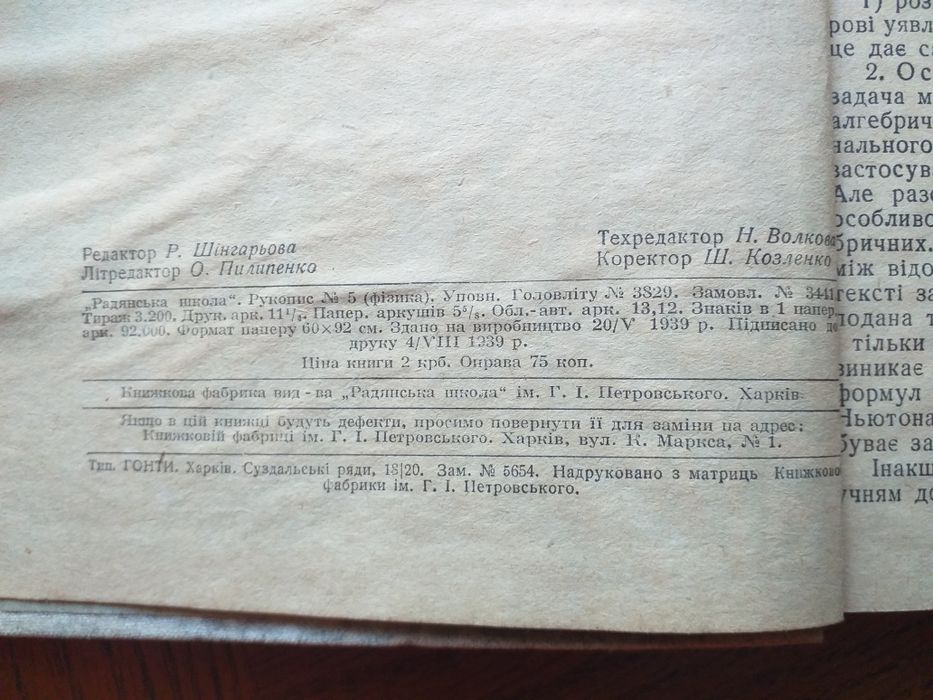 Редактор Р. Шінгарьова
Літредактор О. Пилипенко
Техредактор Н. Волкова
Коректор Ш. Козленко
„Радянська школа“. Рукопис № 5 (фізика). Уповн. Головліту № 3829. Замовл. № 3441
Тираж 3.200. Друк. арк. 11¹/₄. Папер. аркушів 5⁵/₈. Обл.-авт. арк. 13,12. Знаків в 1 папер.
арк. 92.000. Формат паперу 60×92 см. Здано на виробництво 20/V 1939 р. Підписано до
друку 4/VIII 1939 р.
Ціна книги 2 крб. Оправа 75 коп.
Книжкова фабрика вид-ва „Радянська школа“ ім. Г. І. Петровського. Харків
Якщо в цій книжці будуть дефекти, просимо повернути її для заміни на адрес:
Книжковій фабриці ім. Г. І. Петровського. Харків, вул. К. Маркса, № 1.
Тип. ГОНТИ. Харків. Суздальські ряди, 18|20. Зам. № 5654. Надруковано з матриць Книжково
фабрики ім. Г. І. Петровського.
1) роз
рові уявл
це дає
2. Ос
задача м
алгебрич
нального
застосув
Але раз
особливо
бричних.
між відо
тексті за
подана т
тільки
виникає
формул
Ньютона
буває за
Інакш
учням до